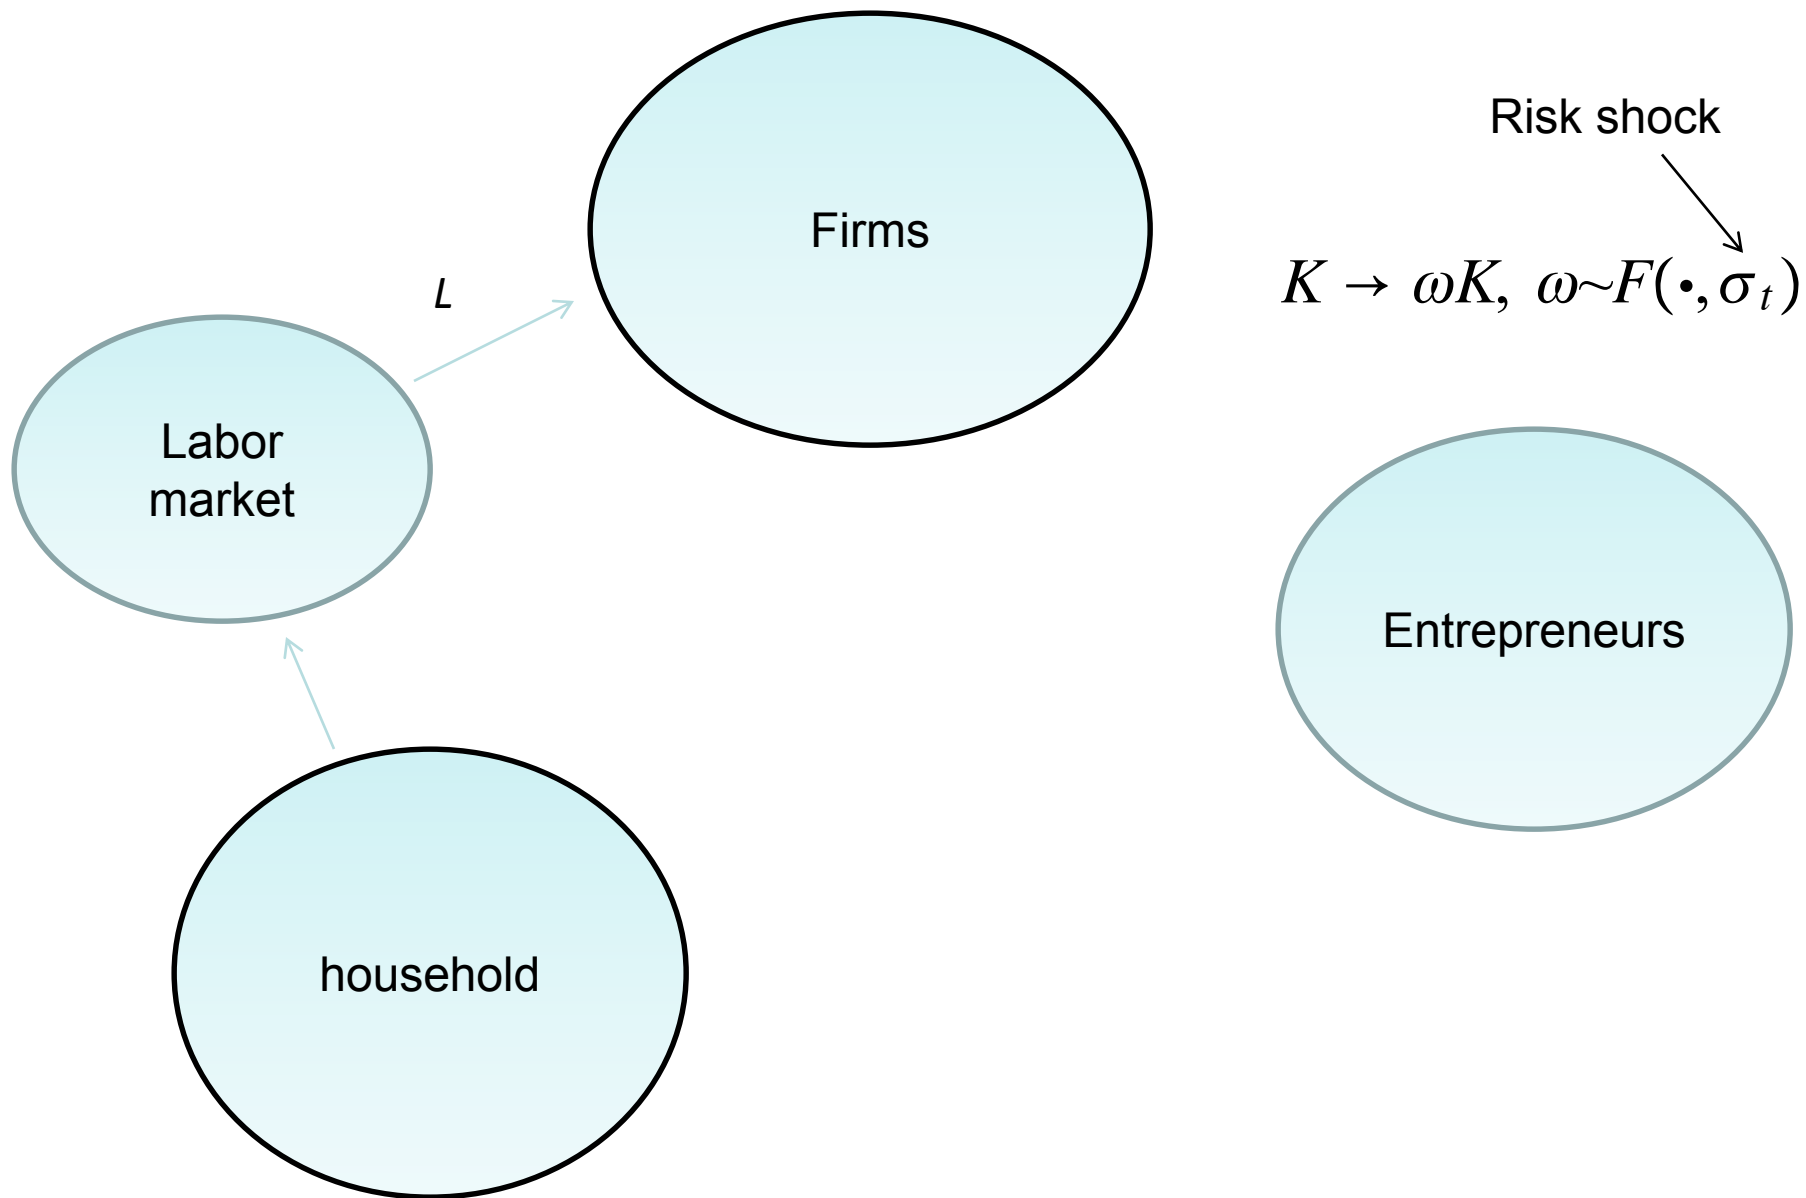 Risk shock
Firms
K → ωK, ω~F(•,σ_t)
L
Labor
market
Entrepreneurs
household